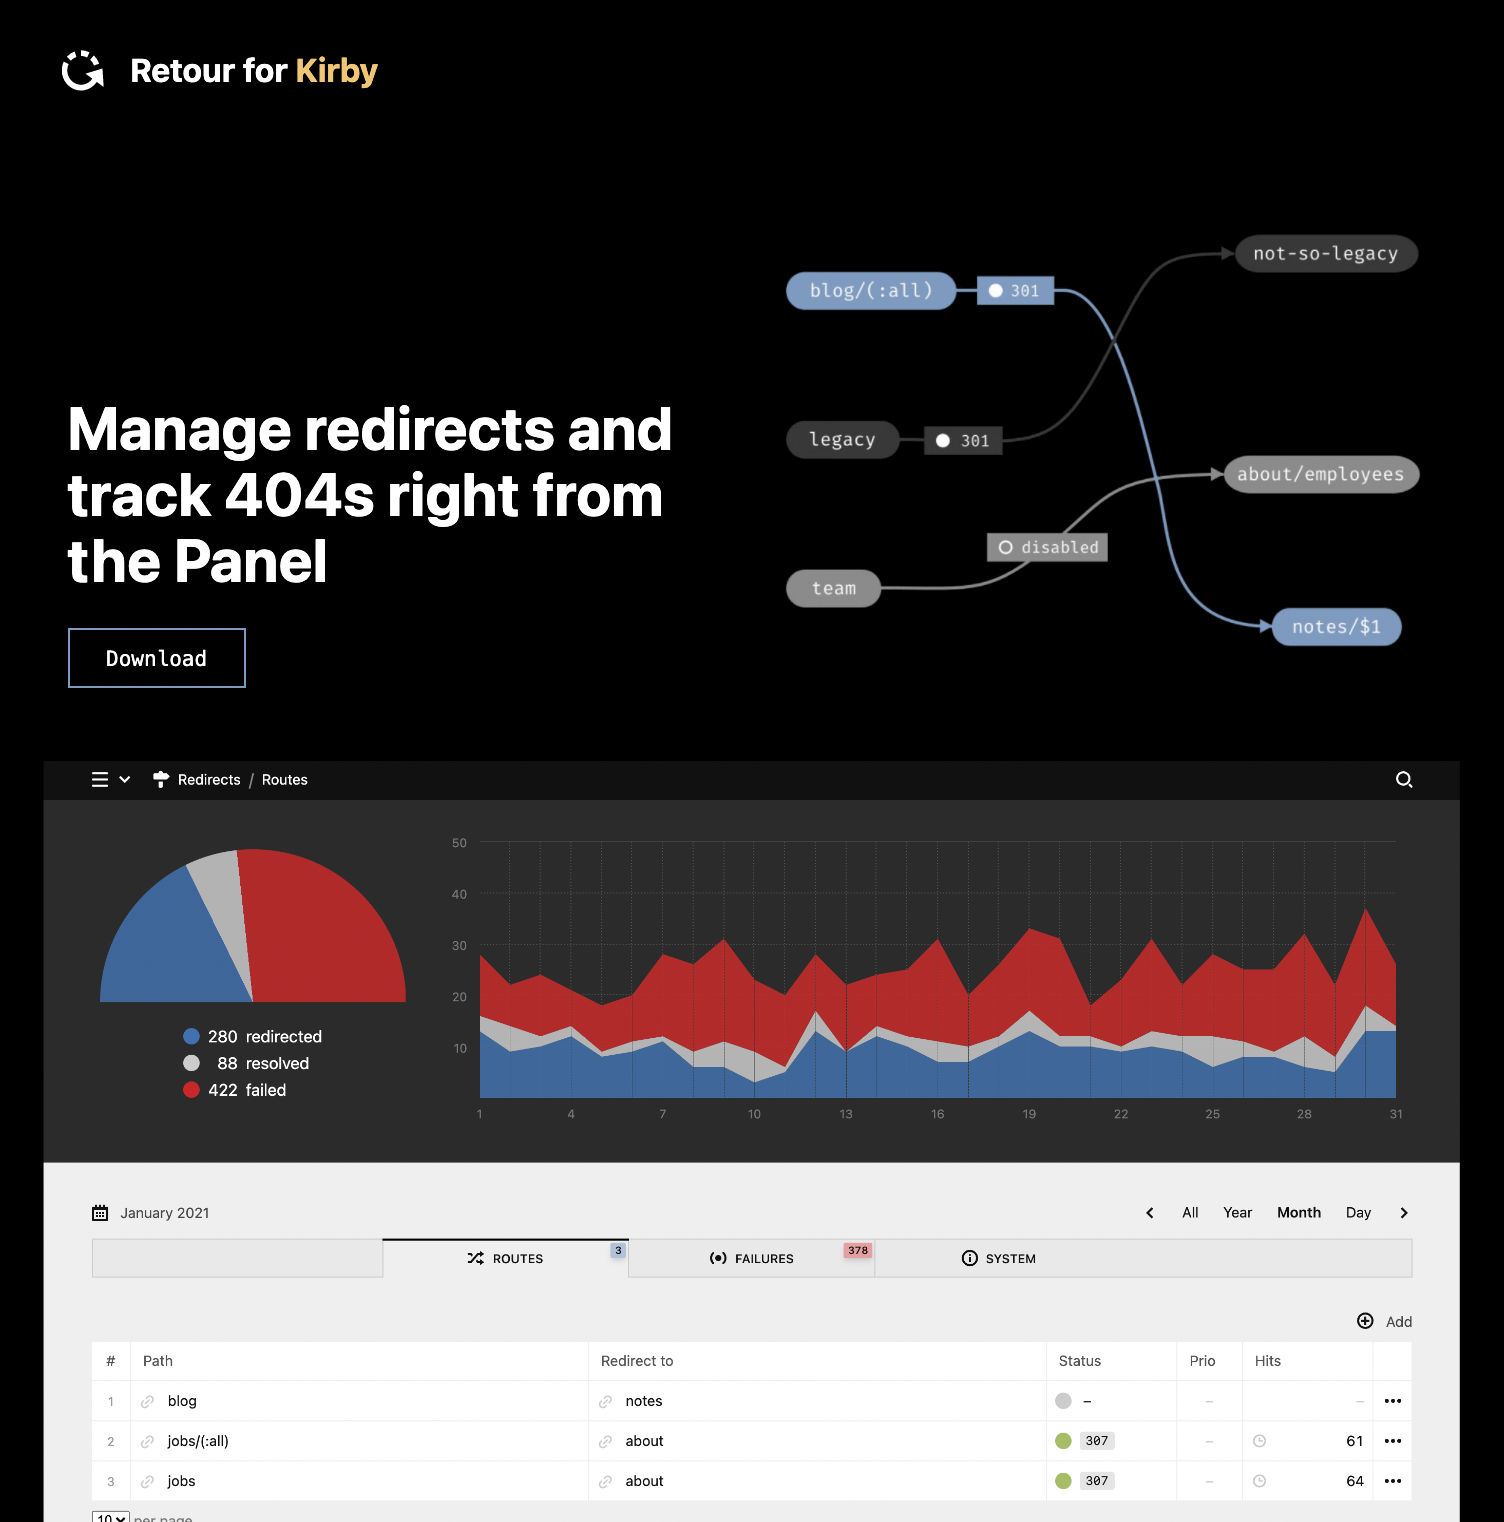 Retour for Kirby
not-so-legacy
blog/(:all)
301
legacy
301
about/employees
disabled
team
notes/$1
Manage redirects and
track 404s right from
the Panel
Download
Redirects / Routes
50
40
30
20
10
1 4 7 10 13 16 19 22 25 28 31
280 redirected
88 resolved
422 failed
January 2021
All Year Month Day
ROUTES 3 FAILURES 378 SYSTEM
Add
# Path Redirect to Status Prio Hits
1 blog notes – – –
2 jobs/(:all) about 307 – 61
3 jobs about 307 – 64
10 per page